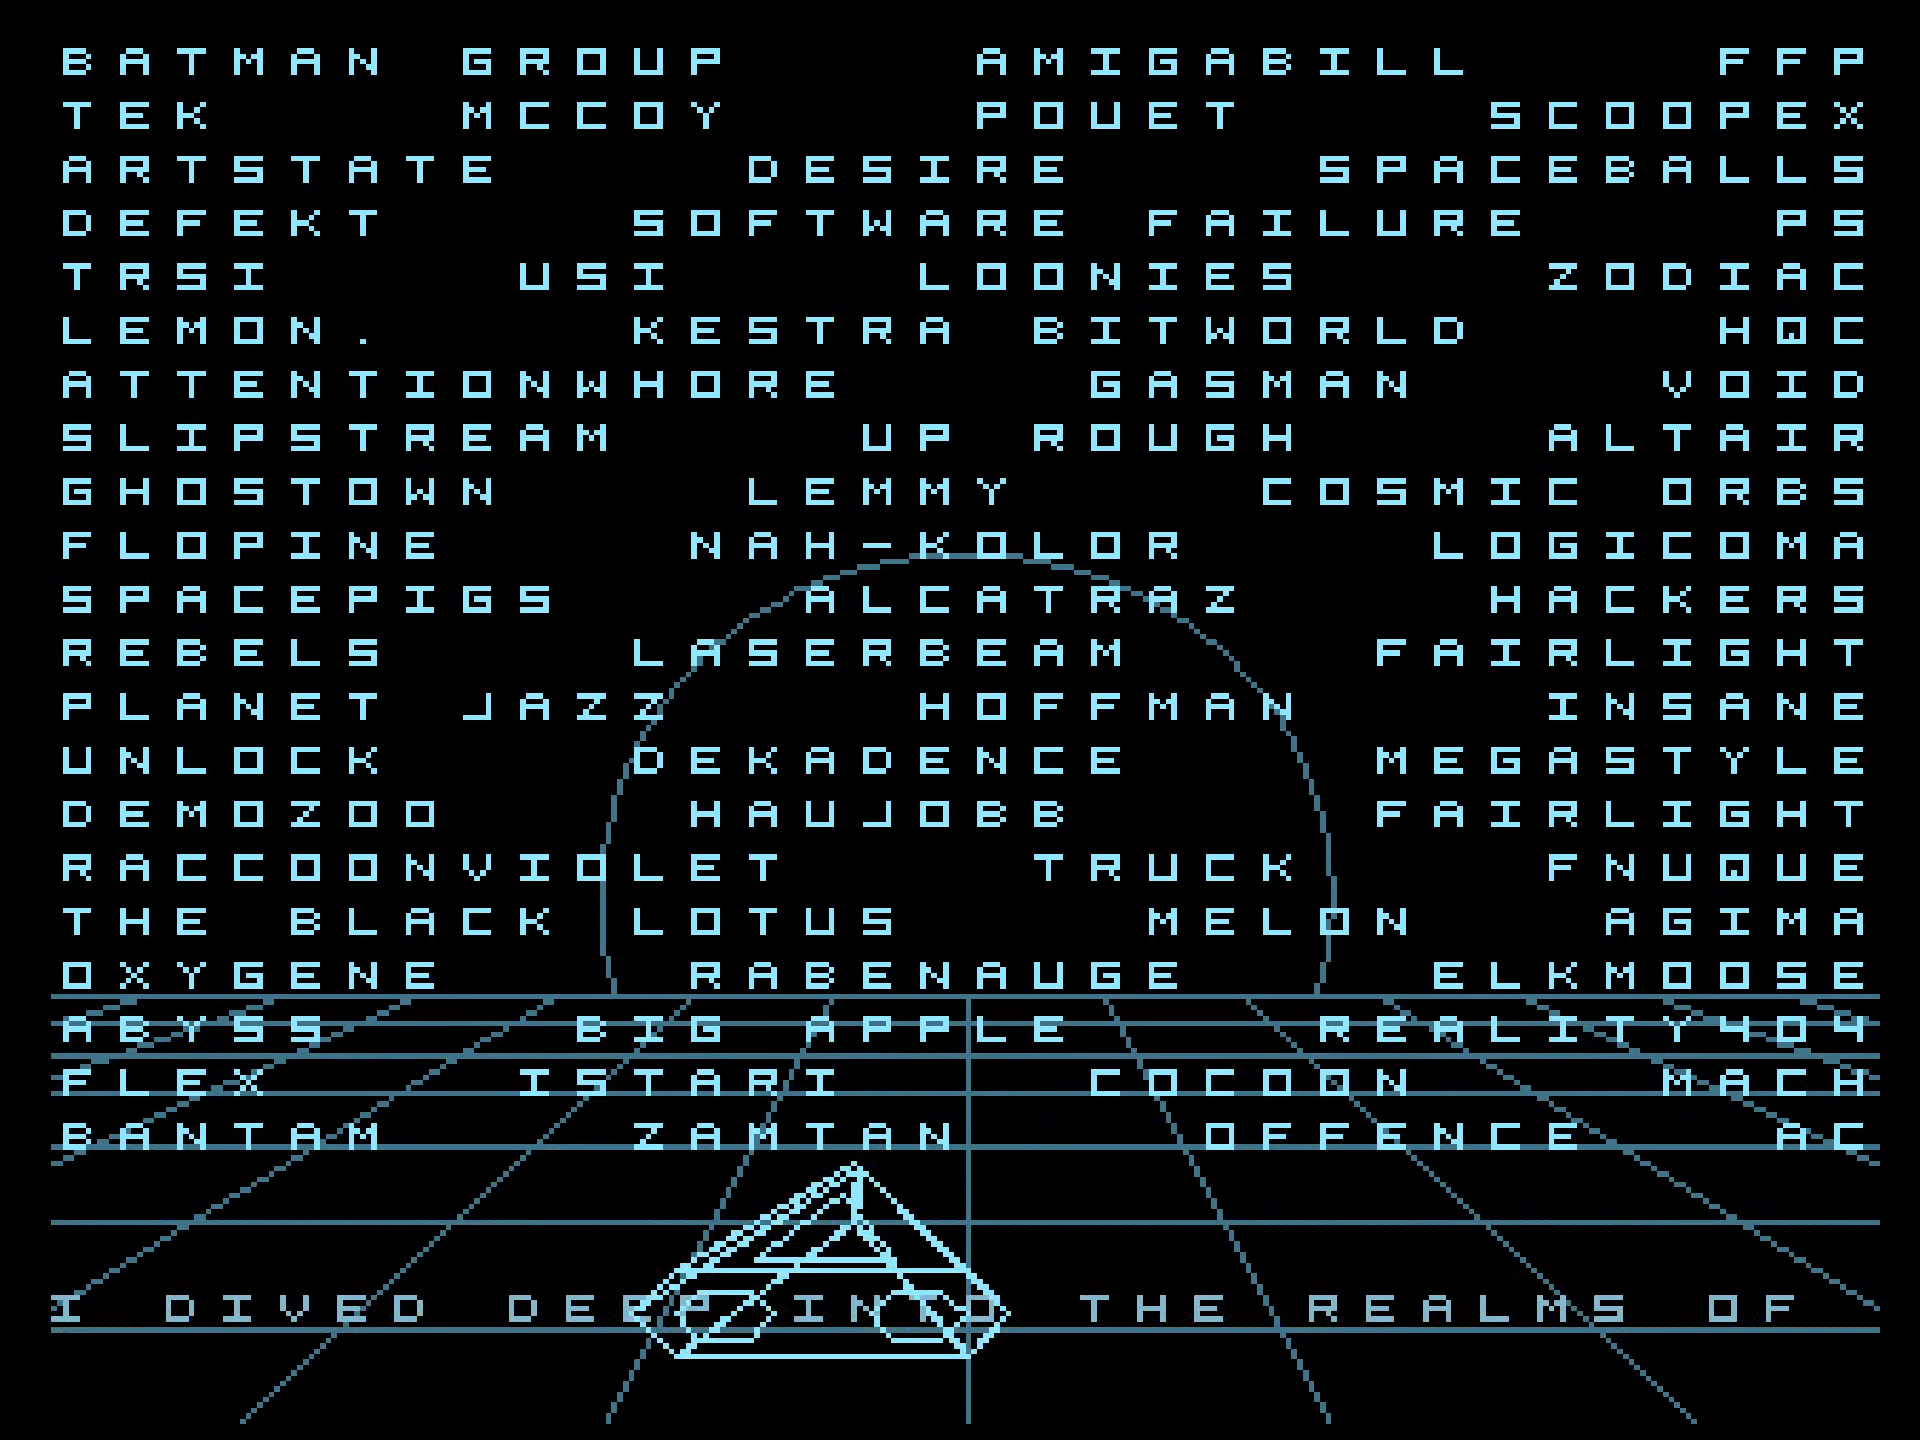 BATMAN GROUP AMIGABILL FFP
TEK MCCOY POUET SCOOPEX
ARTSTATE DESIRE SPACEBALLS
DEFEKT SOFTWARE FAILURE PS
TRSI USI LOONIES ZODIAC
LEMON. KESTRA BITWORLD HQC
ATTENTIONWHORE GASMAN VOID
SLIPSTREAM UP ROUGH ALTAIR
GHOSTOWN LEMMY COSMIC ORBS
FLOPINE NAH-KOLOR LOGICOMA
SPACEPIGS ALCATRAZ HACKERS
REBELS LASERBEAM FAIRLIGHT
PLANET JAZZ HOFFMAN INSANE
UNLOCK DEKADENCE MEGASTYLE
DEMOZOO HAUJOBB FAIRLIGHT
RACCOONVIOLET TRUCK FNUQUE
THE BLACK LOTUS MELON AGIMA
OXYGENE RABENAUGE ELKMOOSE
ABYSS BIG APPLE REALITY404
FLEX ISTARI COCOON MACH
BANTAM ZAMTAN OFFENCE AC
I DIVED DEEP INTO THE REALMS OF